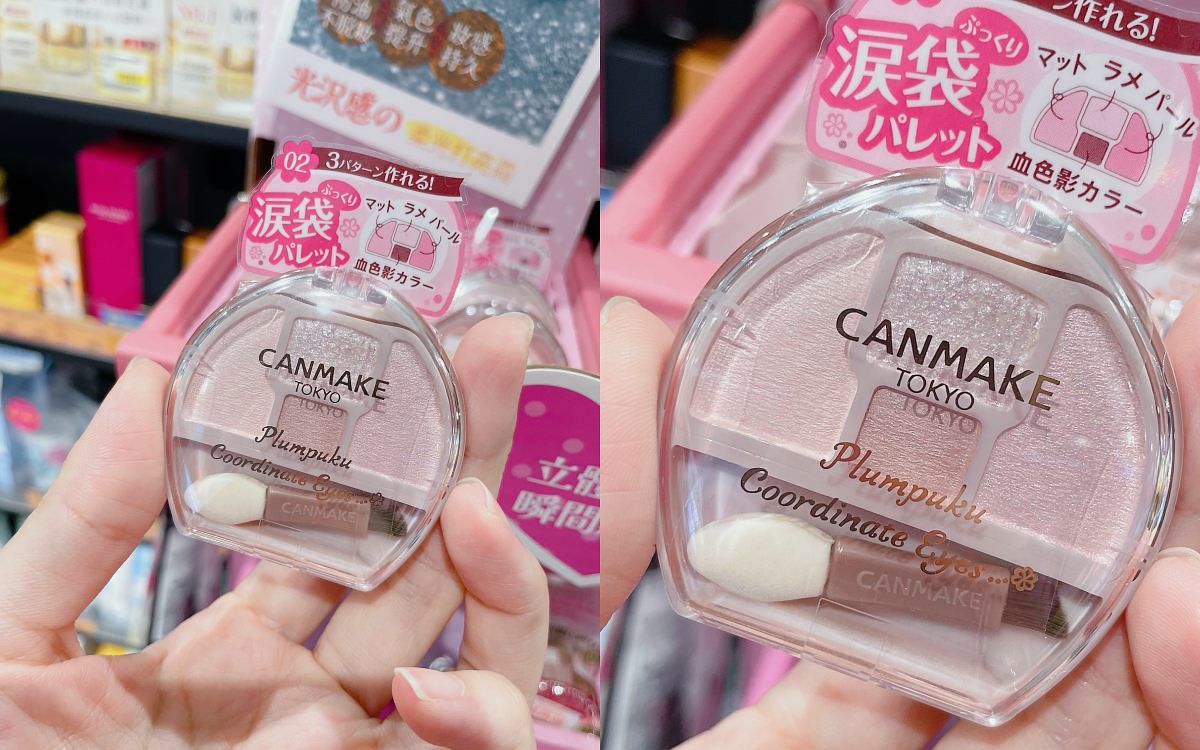 光沢感の
02
3パターン作れる!
ぷっくり
涙袋
パレット
マット ラメ パール
血色影カラー
CANMAKE
TOKYO
Plumpuku
Coordinate Eyes...
CANMAKE
立體
瞬間
作れる!
ぷっくり
涙袋
パレット
マット ラメ パール
血色影カラー
CANMAKE
TOKYO
Plumpuku
Coordinate Eyes...
CANMAKE